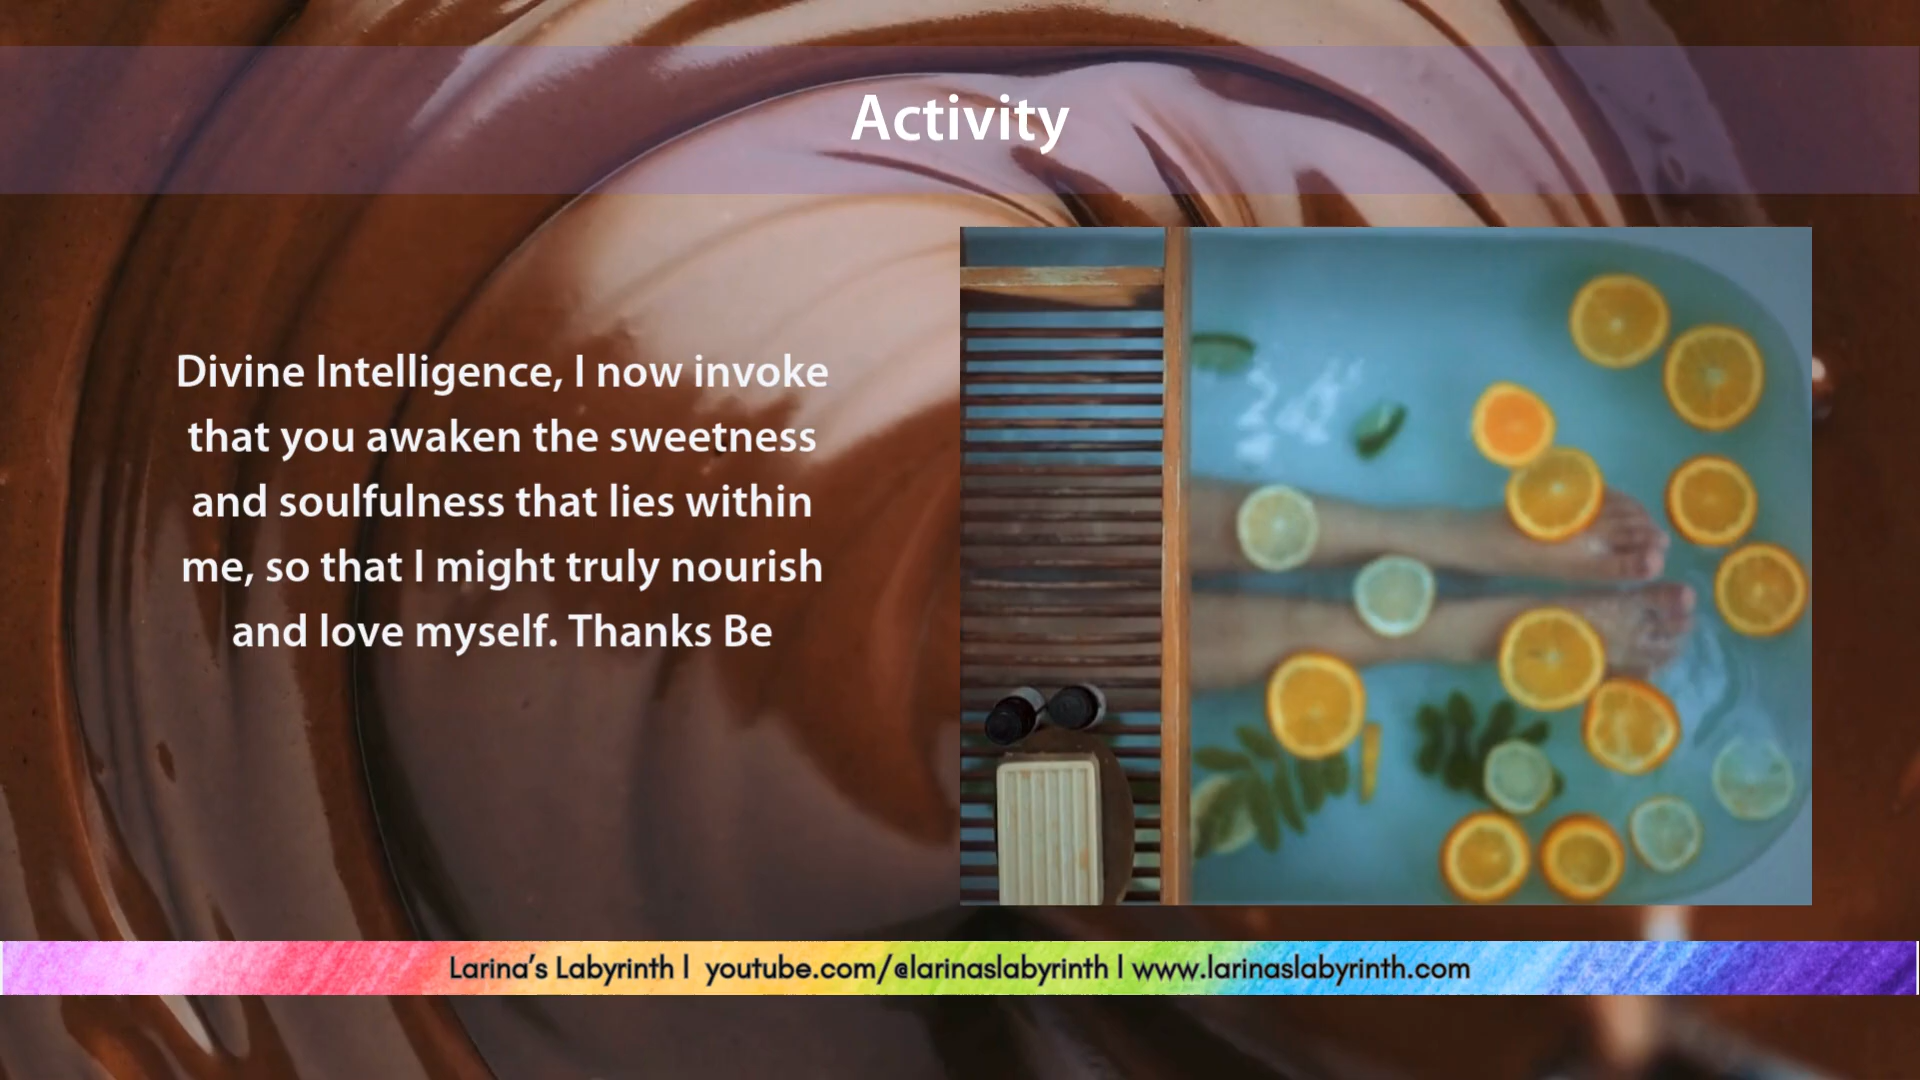 Activity
Divine Intelligence, I now invoke
that you awaken the sweetness
and soulfulness that lies within
me, so that I might truly nourish
and love myself. Thanks Be
Larina's Labyrinth | youtube.com/@larinaslabyrinth | www.larinaslabyrinth.com